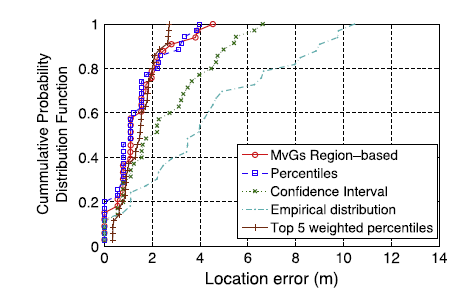 Cummulative Probability
Distribution Function
1
0.8
0.6
0.4
0.2
0
MvGs Region-based
Percentiles
Confidence Interval
Empirical distribution
Top 5 weighted percentiles
0 2 4 6 8 10 12 14
Location error (m)